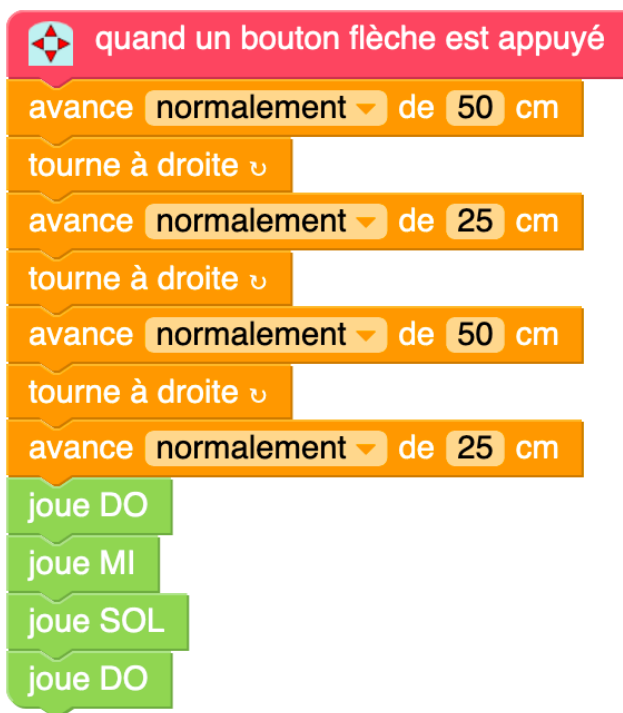 quand un bouton flèche est appuyé
avance normalement de 50 cm
tourne à droite ↻
avance normalement de 25 cm
tourne à droite ↻
avance normalement de 50 cm
tourne à droite ↻
avance normalement de 25 cm
joue DO
joue MI
joue SOL
joue DO